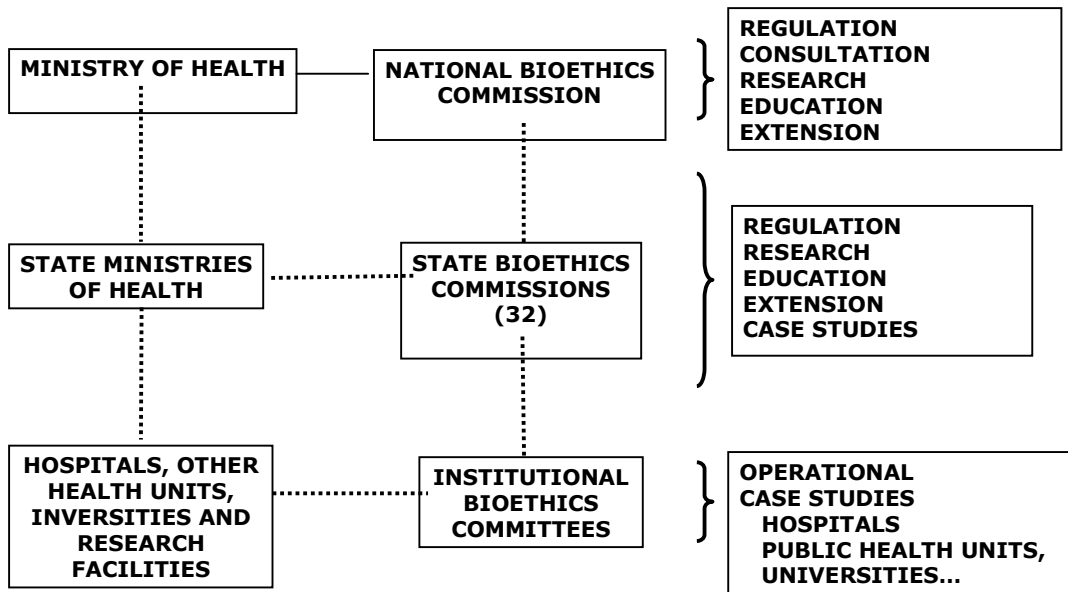 MINISTRY OF HEALTH
NATIONAL BIOETHICS
COMMISSION
REGULATION
CONSULTATION
RESEARCH
EDUCATION
EXTENSION
STATE MINISTRIES
OF HEALTH
STATE BIOETHICS
COMMISSIONS
(32)
REGULATION
RESEARCH
EDUCATION
EXTENSION
CASE STUDIES
HOSPITALS, OTHER
HEALTH UNITS,
INVERSITIES AND
RESEARCH
FACILITIES
INSTITUTIONAL
BIOETHICS
COMMITTEES
OPERATIONAL
CASE STUDIES
HOSPITALS
PUBLIC HEALTH UNITS,
UNIVERSITIES...